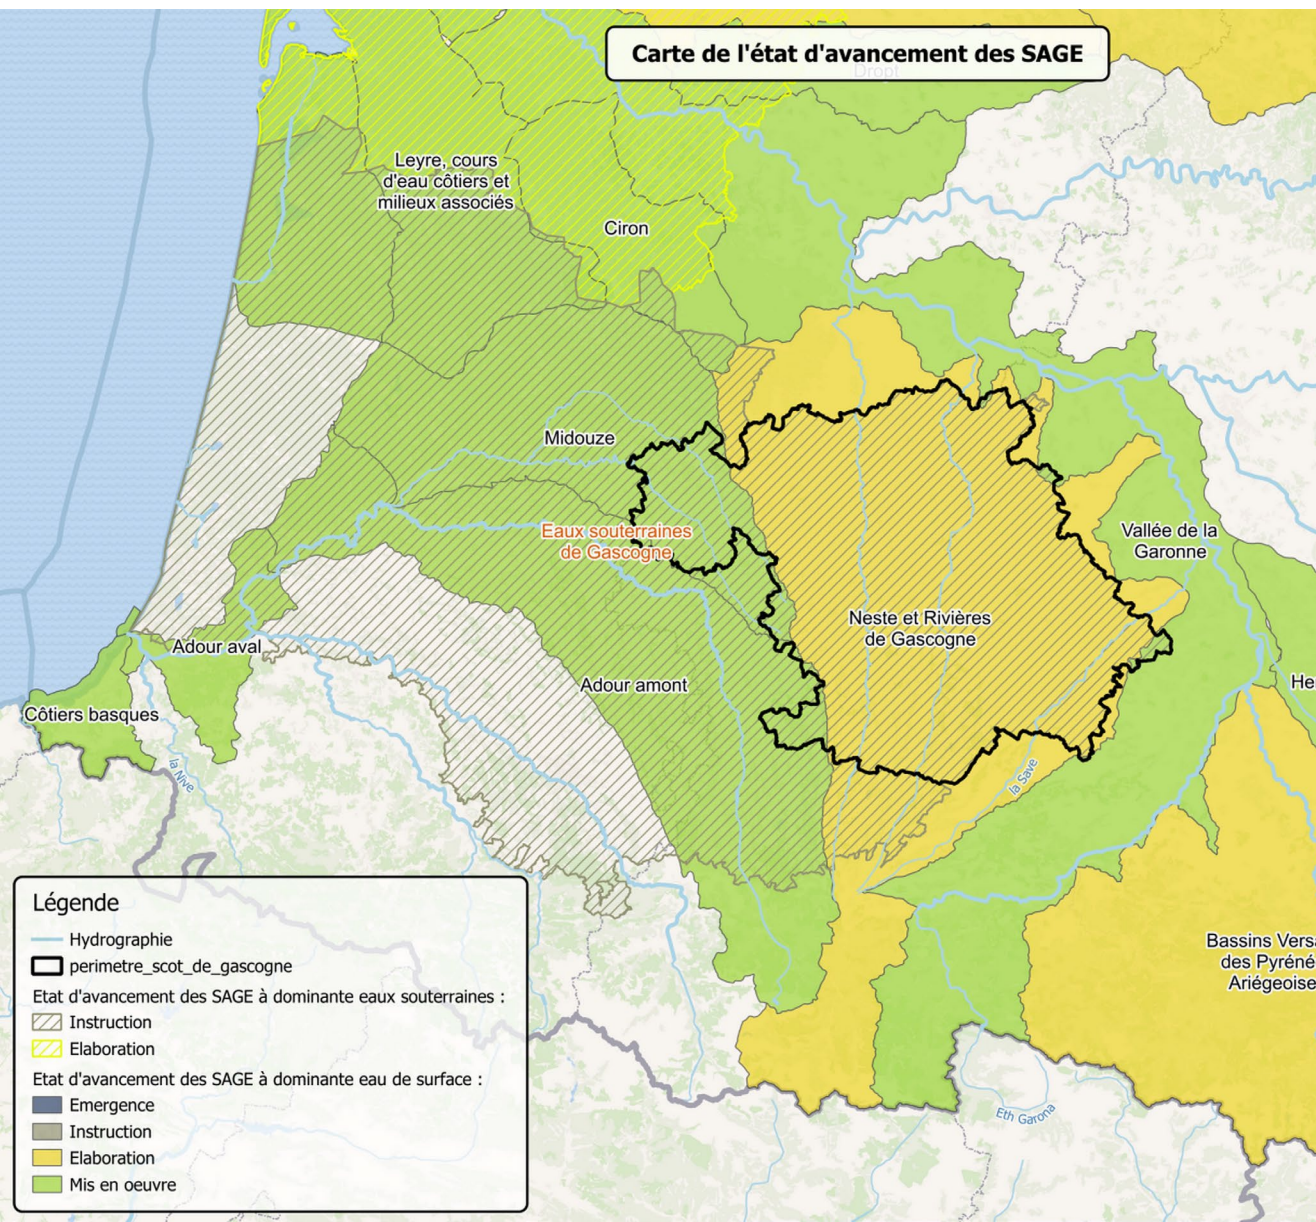 Carte de l'état d'avancement des SAGE
Dropt
Leyre, cours
d'eau côtiers et
milieux associés
Ciron
Midouze
Eaux souterraines
de Gascogne
Vallée de la
Garonne
Neste et Rivières
de Gascogne
Adour aval
Adour amont
He
Côtiers basques
la Nive
la Save
Bassins Vers
des Pyréné
Ariégeoise
Eth Garona
Légende
Hydrographie
perimetre_scot_de_gascogne
Etat d'avancement des SAGE à dominante eaux souterraines :
Instruction
Elaboration
Etat d'avancement des SAGE à dominante eau de surface :
Emergence
Instruction
Elaboration
Mis en oeuvre